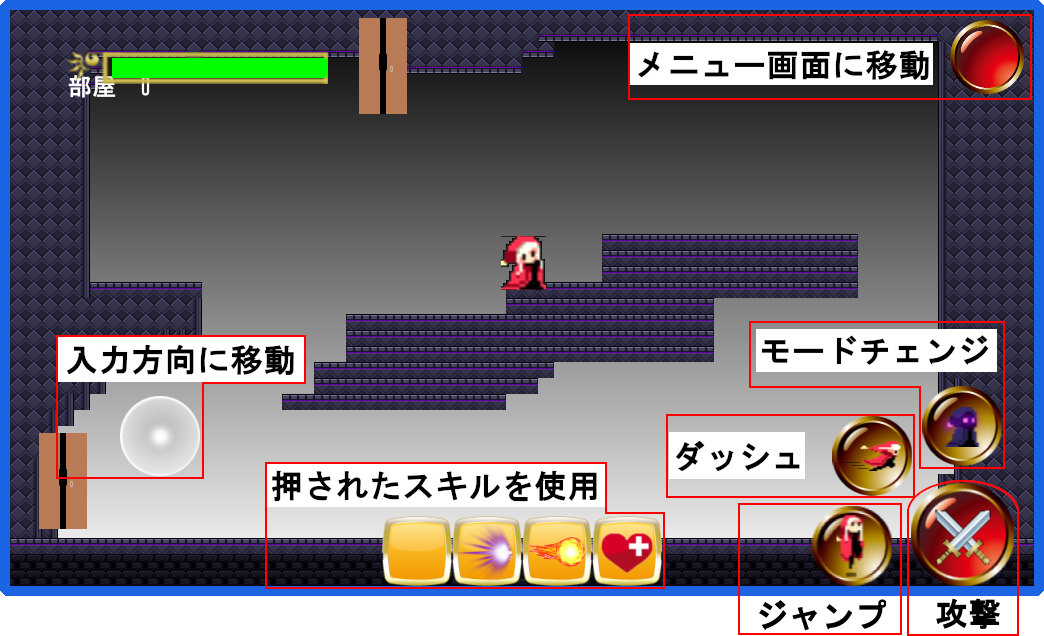 メニュー画面に移動
部屋 0
入力方向に移動
モードチェンジ
ダッシュ
押されたスキルを使用
ジャンプ
攻撃